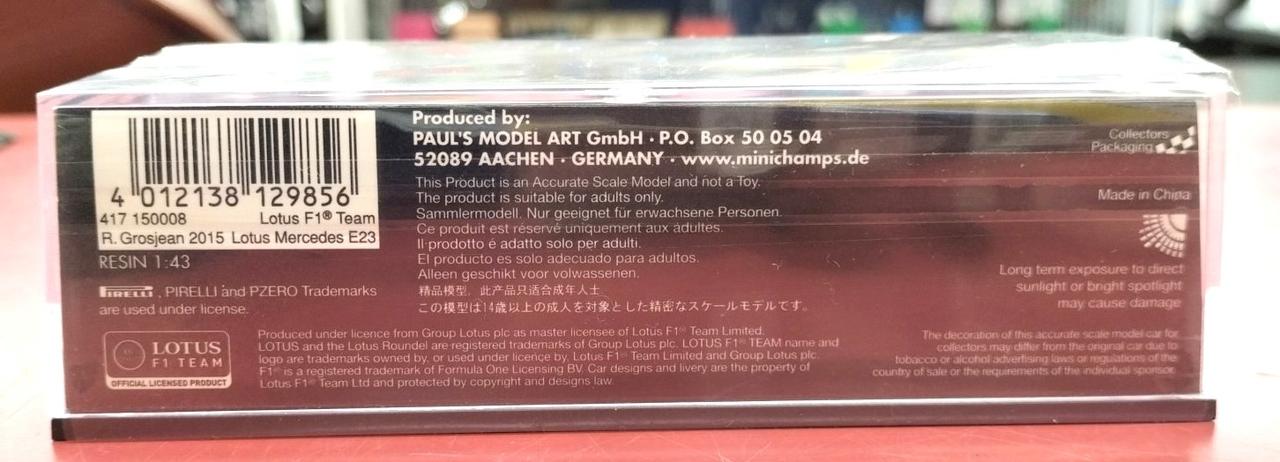 4 012138 129856
417 150008 Lotus F1® Team
R. Grosjean 2015 Lotus Mercedes E23
RESIN 1:43
PIRELLI, PIRELLI and PZERO Trademarks
are used under license.
LOTUS
F1 TEAM
OFFICIAL LICENSED PRODUCT
Produced by:
PAUL'S MODEL ART GmbH · P.O. Box 50 05 04
52089 AACHEN · GERMANY · www.minichamps.de
This Product is an Accurate Scale Model and not a Toy.
The product is suitable for adults only.
Sammlermodell. Nur geeignet für erwachsene Personen.
Ce produit est réservé uniquement aux adultes.
Il prodotto é adatto solo per adulti.
El producto es solo adecuado para adultos.
Alleen geschikt voor volwassenen.
精品模型，此产品只适合成年人士
この模型は14歳以上の成人を対象とした精密なスケールモデルです。
Produced under licence from Group Lotus plc as master licensee of Lotus F1® Team Limited.
LOTUS and the Lotus Roundel are registered trademarks of Group Lotus plc. LOTUS F1® TEAM name and
logo are trademarks owned by, or used under licence by, Lotus F1® Team Limited and Group Lotus plc.
F1® is a registered trademark of Formula One Licensing BV. Car designs and livery are the property of
Lotus F1® Team Ltd and protected by copyright and designs law.
Collectors
Packaging
Made in China
Long term exposure to direct
sunlight or bright spotlight
may cause damage
The decoration of this accurate scale model car for
collectors may differ from the original car due to
tobacco or alcohol advertising laws or regulations of the
country of sale or the requirements of the individual sponsor.